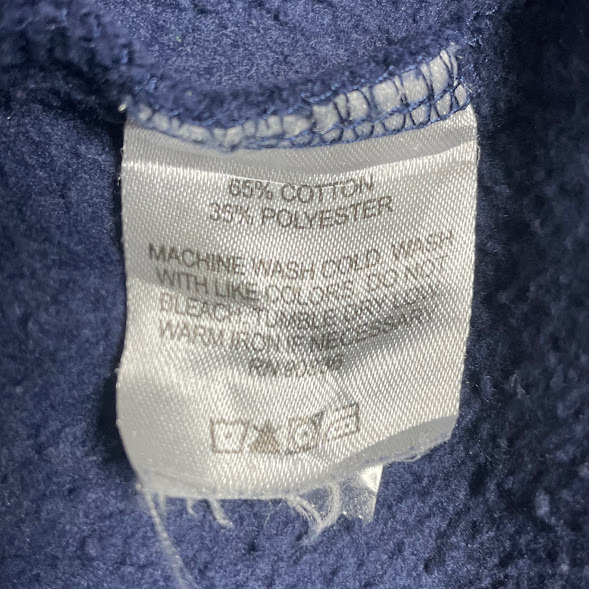 65% COTTON
35% POLYESTER
MACHINE WASH COLD. WASH
WITH LIKE COLORS. DO NOT
BLEACH. TUMBLE DRY LOW.
WARM IRON IF NECESSARY
RN